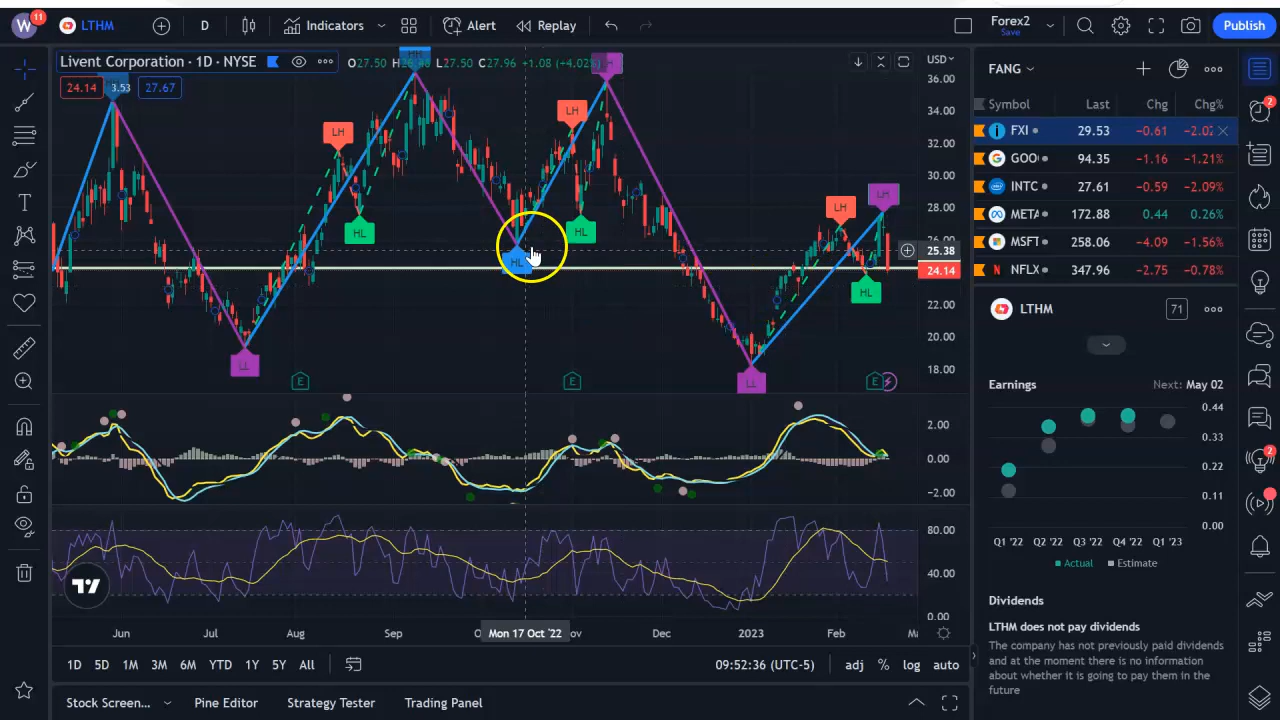 W 11 LTHM D Indicators Alert Replay Forex2 Save Publish
Livent Corporation · 1D · NYSE O27.50 C27.96 +1.08 (+4.02%)
24.14 3.53 27.67
USD
36.00
34.00
32.00
30.00
28.00
25.38
24.14
22.00
20.00
18.00
HH
LH
LH
LH
LH
HL
HL
HL
HL
LL
LL
E E E
2.00
0.00
−2.00
80.00
40.00
0.00
Jun Jul Aug Sep Mon 17 Oct '22 ov Dec 2023 Feb
1D 5D 1M 3M 6M YTD 1Y 5Y All 09:52:36 (UTC-5) adj % log auto
Stock Screen... Pine Editor Strategy Tester Trading Panel
FANG
Symbol Last Chg Chg%
FXI 29.53 −0.61
GOO 94.35 −1.16 −1.21%
INTC 27.61 −0.59 −2.09%
META 172.88 0.44 0.26%
MSFT 258.06 −4.09 −1.56%
NFLX 347.96 −2.75 −0.78%
LTHM 71
Earnings Next: May 02
0.44
0.33
0.22
0.11
0.00
Q1 '22 Q2 '22 Q3 '22 Q4 '22 Q1 '23
Actual Estimate
Dividends
LTHM does not pay dividends
The company has not previously paid dividends
and at the moment there is no information
about whether it is going to pay them in the
future
2
2